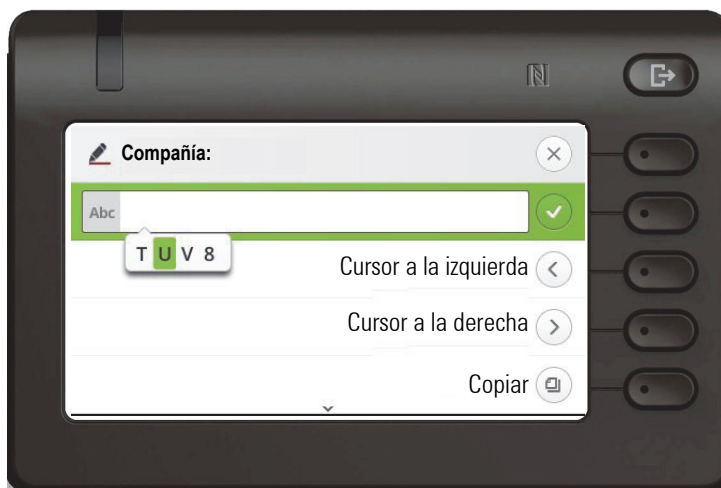 Compañía:
Abc
T U V 8
Cursor a la izquierda
Cursor a la derecha
Copiar